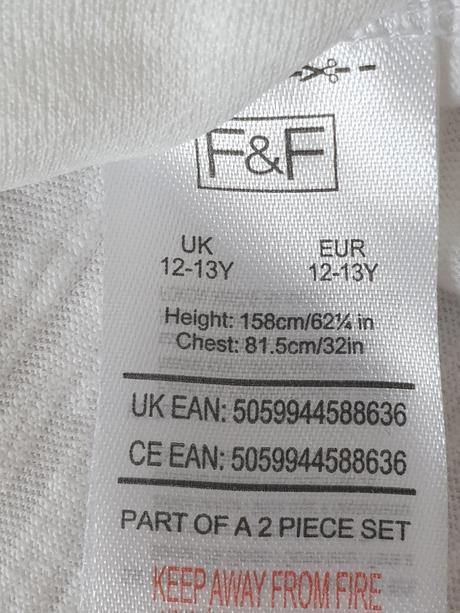 F&F
UK EUR
12-13Y 12-13Y
Height: 158cm/62¼ in
Chest: 81.5cm/32in
UK EAN: 5059944588636
CE EAN: 5059944588636
PART OF A 2 PIECE SET
KEEP AWAY FROM FIRE